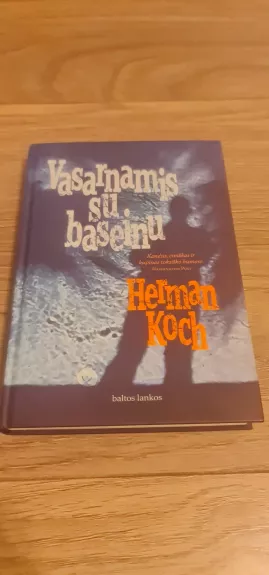 Vasarnamis
su
baseinu
Herman
Koch
baltos lankos